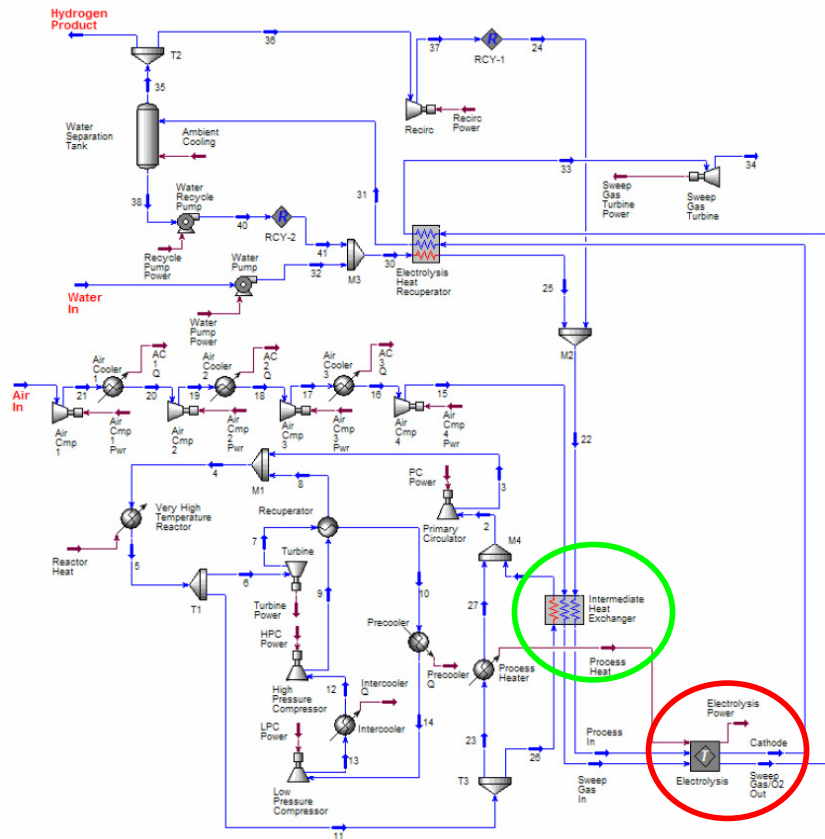 Hydrogen
Product
T2
36
37
RCY-1
24
35
Recirc
Recirc
Power
Water
Separation
Tank
Ambient
Cooling
33
34
Sweep
Gas
Turbine
Power
Sweep
Gas
Turbine
38
Water
Recycle
Pump
31
40
R
RCY-2
41
Recycle
Pump
Power
Water Pump
32
M3
30
Electrolysis
Heat
Recuperator
25
Water
In
Water
Pump
Power
M2
Air
In
21
Air
Cooler
1
AC
1
Q
20
19
Air
Cooler
2
AC
2
Q
18
17
Air
Cooler
3
AC
3
Q
16
15
Air
Cmp
1
Air
Cmp
1
Pwr
Air
Cmp
2
Air
Cmp
2
Pwr
Air
Cmp
3
Air
Cmp
3
Pwr
Air
Cmp
4
Air
Cmp
4
Pwr
22
4
M1
8
3
PC
Power
Primary
Circulator
2
M4
Very High
Temperature
Reactor
Recuperator
Reactor
Heat
5
7
Turbine
6
T1
9
10
27
Intermediate
Heat
Exchanger
Turbine
Power
HPC
Power
Precooler
Precooler
Q
Process
Heater
Process
Heat
High
Pressure
Compressor
12
Intercooler
Q
Intercooler
14
LPC
Power
13
Low
Pressure
Compressor
11
23
T3
26
Process
In
Sweep Gas
In
Electrolysis
Power
T
Electrolysis
Cathode
Sweep
Gas/O2
Out